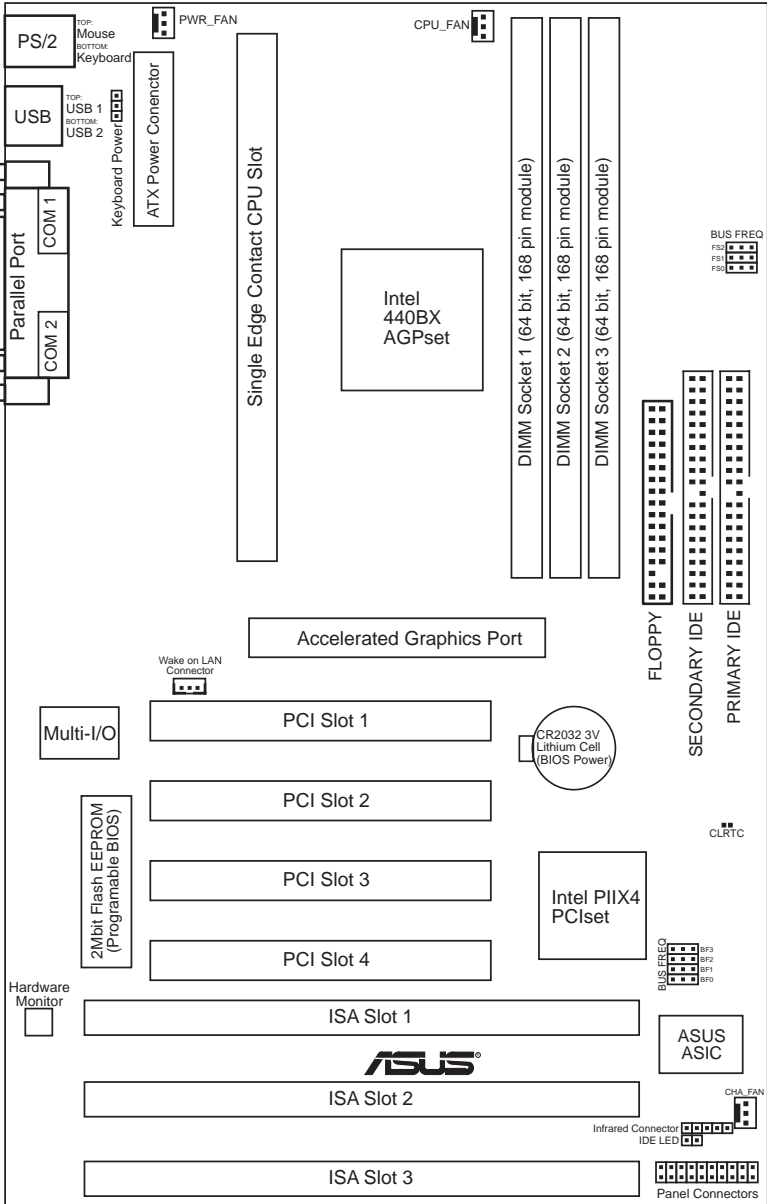 PWR_FAN
CPU_FAN
PS/2
TOP:
Mouse
BOTTOM:
Keyboard
USB
TOP:
USB 1
BOTTOM:
USB 2
Keyboard Power
ATX Power Conenctor
Parallel Port
COM 1
COM 2
Single Edge Contact CPU Slot
Intel
440BX
AGPset
DIMM Socket 1 (64 bit, 168 pin module)
DIMM Socket 2 (64 bit, 168 pin module)
DIMM Socket 3 (64 bit, 168 pin module)
BUS FREQ
FS2
FS1
FS0
FLOPPY
SECONDARY IDE
PRIMARY IDE
Accelerated Graphics Port
Wake on LAN
Connector
Multi-I/O
PCI Slot 1
CR2032 3V
Lithium Cell
(BIOS Power)
PCI Slot 2
2Mbit Flash EEPROM
(Programable BIOS)
CLRTC
PCI Slot 3
Intel PIIX4
PCIset
PCI Slot 4
BUS FREQ
BF3
BF2
BF1
BF0
Hardware
Monitor
ISA Slot 1
ASUS
ASIC
ASUS®
ISA Slot 2
CHA_FAN
Infrared Connector
IDE LED
ISA Slot 3
Panel Connectors